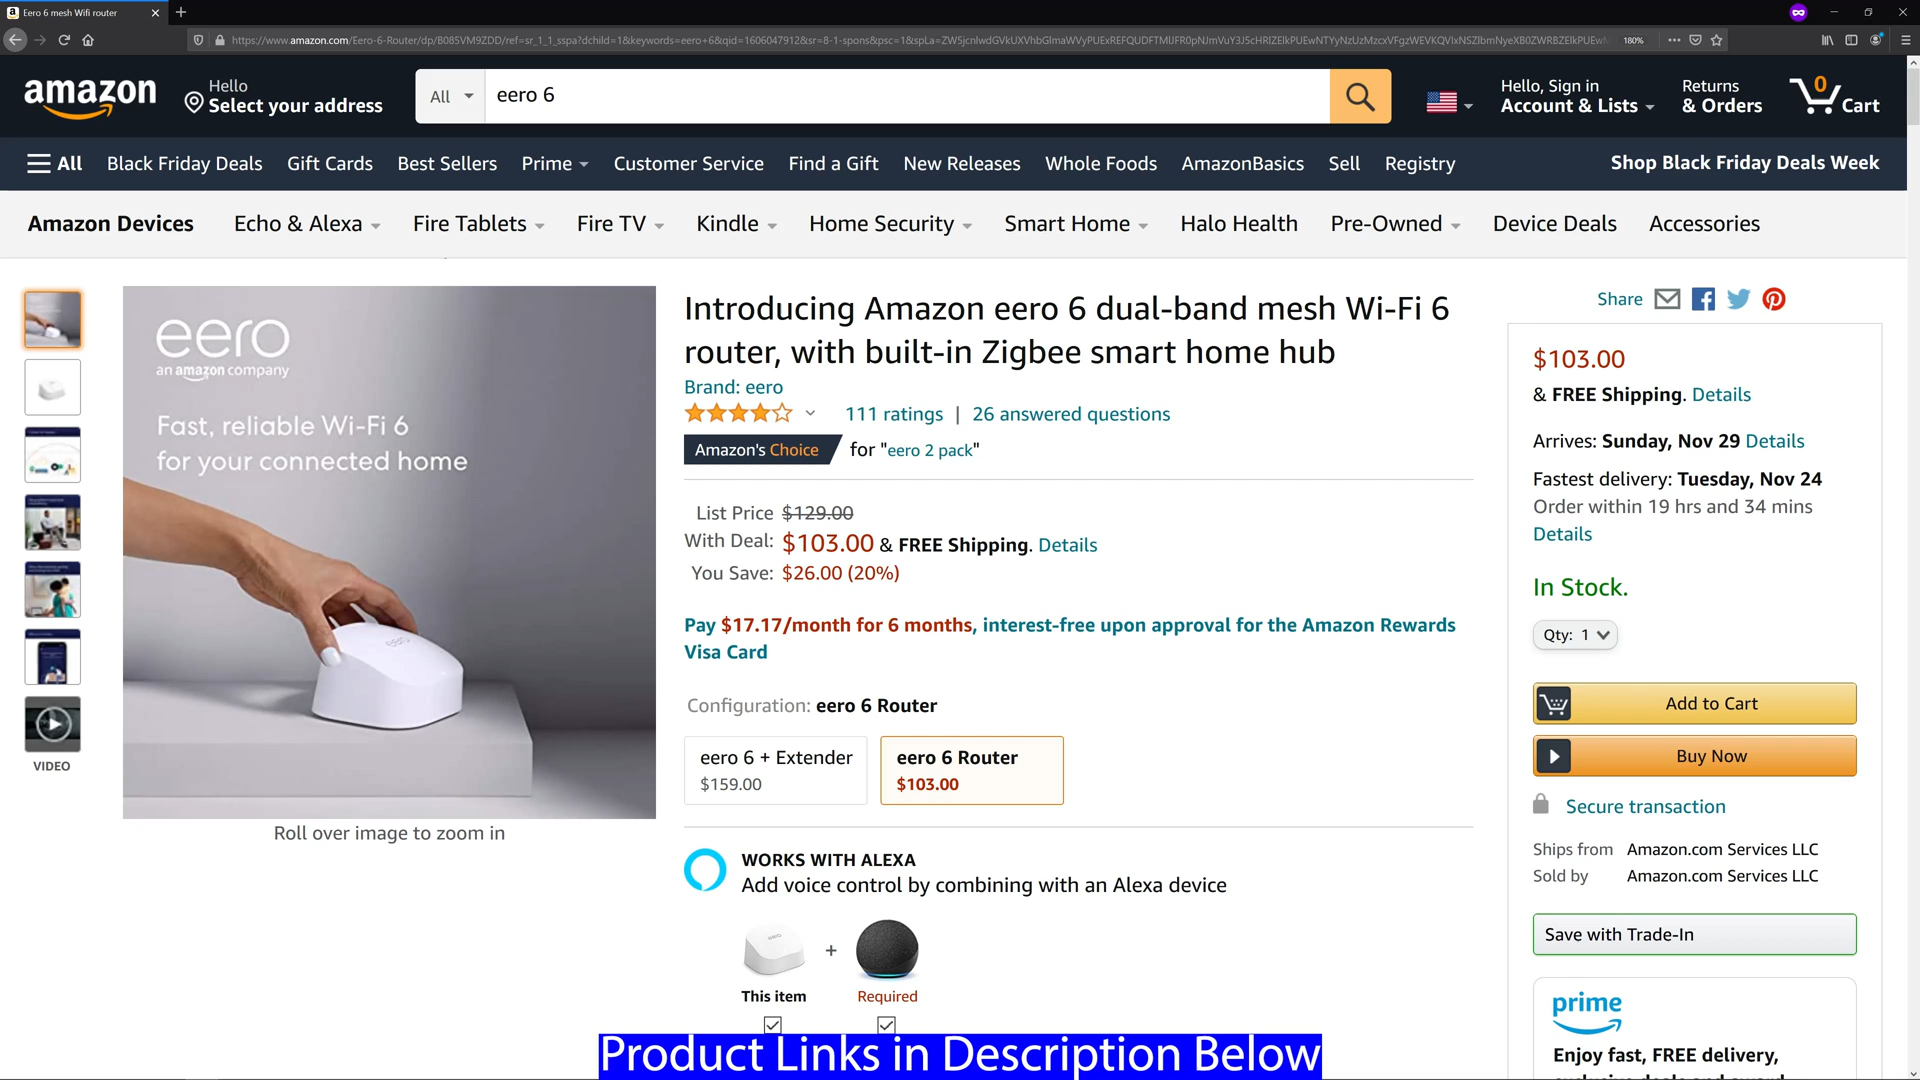 Eero 6 mesh Wifi router
180%
amazon
Hello
Select your address
All
eero 6
Hello, Sign in
Account & Lists
Returns
& Orders
0
Cart
All
Black Friday Deals
Gift Cards
Best Sellers
Prime
Customer Service
Find a Gift
New Releases
Whole Foods
AmazonBasics
Sell
Registry
Shop Black Friday Deals Week
Amazon Devices
Echo & Alexa
Fire Tablets
Fire TV
Kindle
Home Security
Smart Home
Halo Health
Pre-Owned
Device Deals
Accessories
VIDEO
eero
an amazon company
Fast, reliable Wi-Fi 6
for your connected home
eero
Roll over image to zoom in
Introducing Amazon eero 6 dual-band mesh Wi-Fi 6
router, with built-in Zigbee smart home hub
Brand: eero
111 ratings | 26 answered questions
Amazon's Choice for "eero 2 pack"
List Price $129.00
With Deal: $103.00 & FREE Shipping. Details
You Save: $26.00 (20%)
Pay $17.17/month for 6 months, interest-free upon approval for the Amazon Rewards
Visa Card
Configuration: eero 6 Router
eero 6 + Extender
$159.00
eero 6 Router
$103.00
WORKS WITH ALEXA
Add voice control by combining with an Alexa device
eero
+
This item
Required
Share
$103.00
& FREE Shipping. Details
Arrives: Sunday, Nov 29 Details
Fastest delivery: Tuesday, Nov 24
Order within 19 hrs and 34 mins
Details
In Stock.
Qty: 1
Add to Cart
Buy Now
Secure transaction
Ships from Amazon.com Services LLC
Sold by Amazon.com Services LLC
Save with Trade-In
prime
Enjoy fast, FREE delivery,
Product Links in Description Below